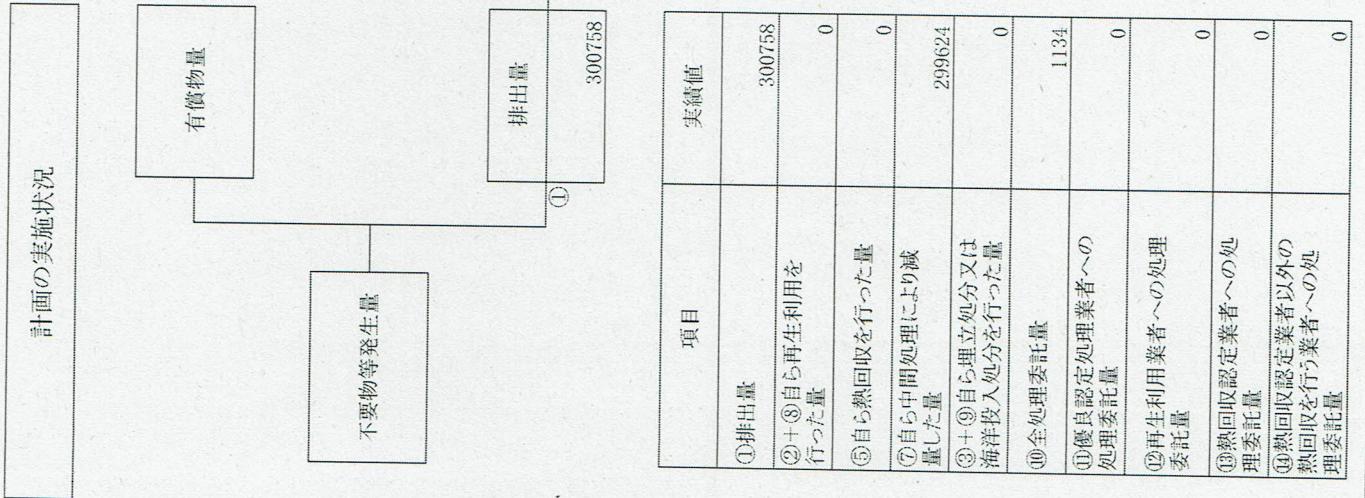 計画の実施状況
有償物量
不要物等発生量
①
排出量
300758
項目
実績値
①排出量
300758
②+⑧自ら再生利用を
行った量
0
⑤自ら熱回収を行った量
0
⑦自ら中間処理により減
量した量
299624
③+⑨自ら埋立処分又は
海洋投入処分を行った量
0
⑩全処理委託量
1134
⑪優良認定処理業者への
処理委託量
0
⑫再生利用業者への処理
委託量
0
⑬熱回収認定業者への処
理委託量
0
⑭熱回収認定業者以外の
熱回収を行う業者への処
理委託量
0